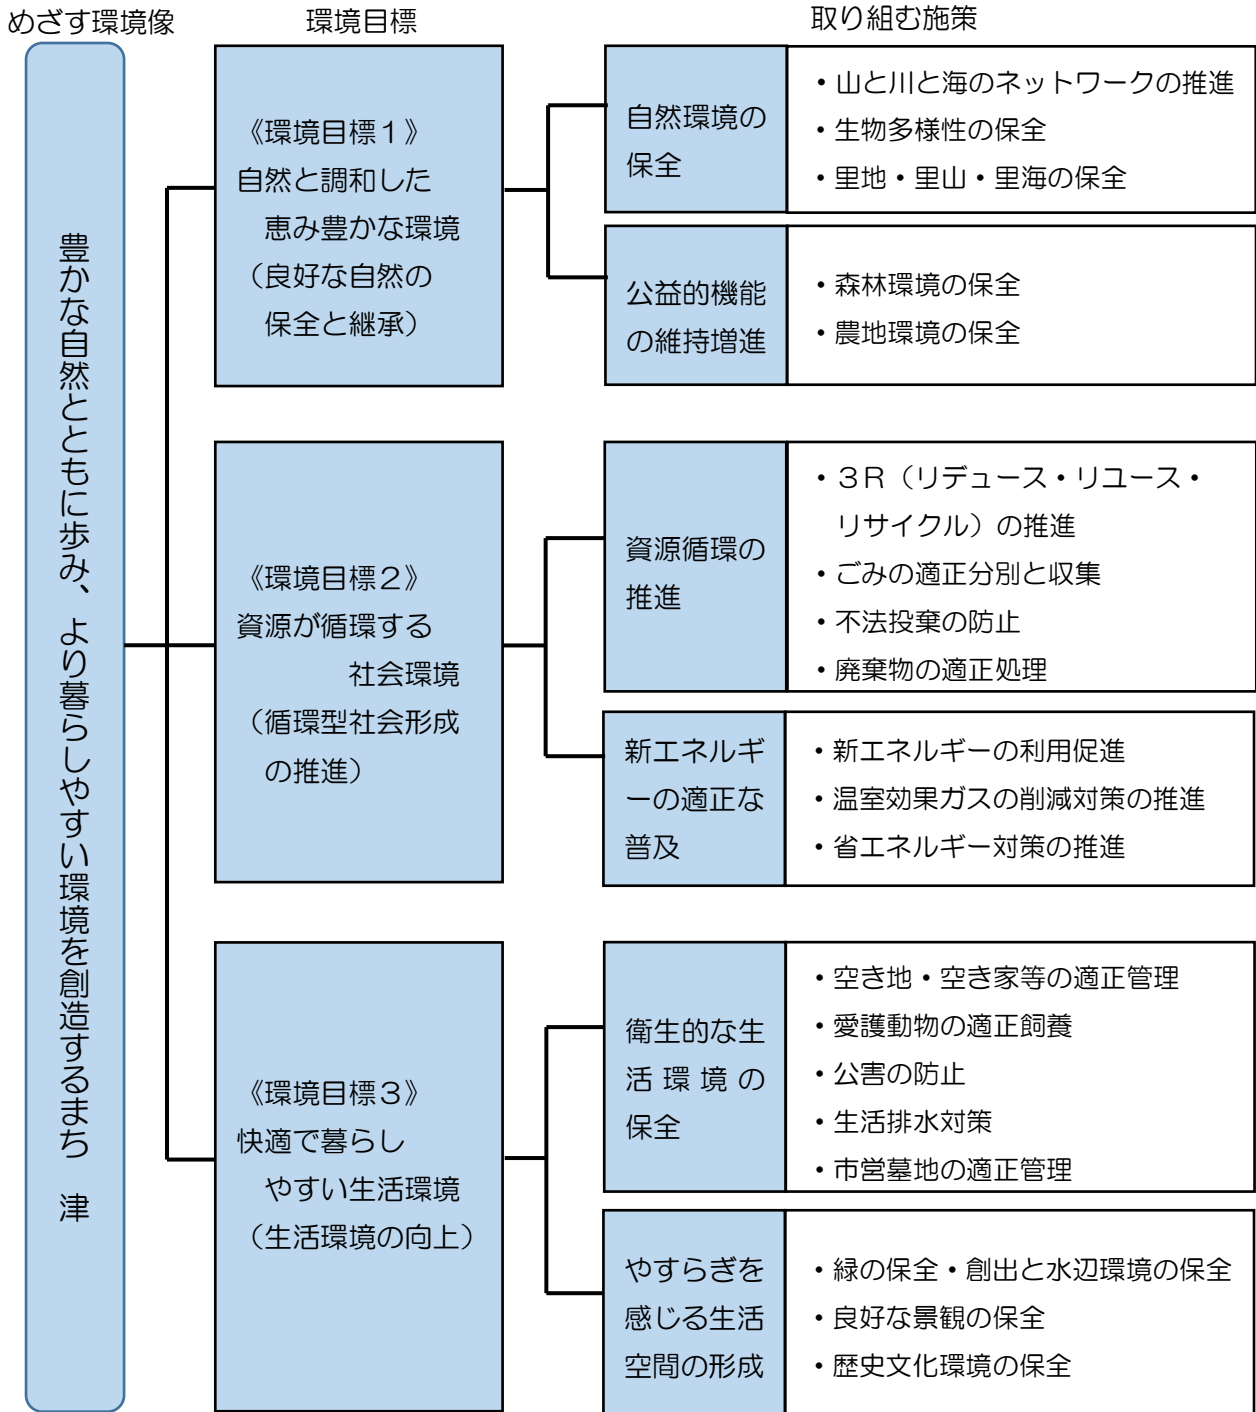 めざす環境像
環境目標
取り組む施策
豊かな自然とともに歩み、より暮らしやすい環境を創造するまち　津
《環境目標１》
自然と調和した
恵み豊かな環境
（良好な自然の
保全と継承）
自然環境の
保全
・山と川と海のネットワークの推進
・生物多様性の保全
・里地・里山・里海の保全
公益的機能
の維持増進
・森林環境の保全
・農地環境の保全
《環境目標２》
資源が循環する
社会環境
（循環型社会形成
の推進）
資源循環の
推進
・３Ｒ（リデュース・リユース・
リサイクル）の推進
・ごみの適正分別と収集
・不法投棄の防止
・廃棄物の適正処理
新エネルギ
ーの適正な
普及
・新エネルギーの利用促進
・温室効果ガスの削減対策の推進
・省エネルギー対策の推進
《環境目標３》
快適で暮らし
やすい生活環境
（生活環境の向上）
衛生的な生
活環境の
保全
・空き地・空き家等の適正管理
・愛護動物の適正飼養
・公害の防止
・生活排水対策
・市営墓地の適正管理
やすらぎを
感じる生活
空間の形成
・緑の保全・創出と水辺環境の保全
・良好な景観の保全
・歴史文化環境の保全